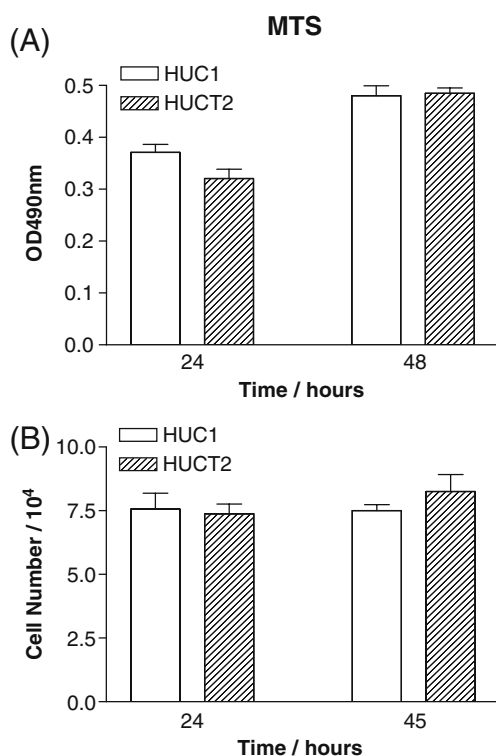 MTS
(A)
HUC1
HUCT2
0.5
0.4
0.3
0.2
0.1
0.0
OD490nm
24 48
Time / hours
(B)
HUC1
HUCT2
10.0
7.5
5.0
2.5
0.0
Cell Number / 10⁴
24 45
Time / hours